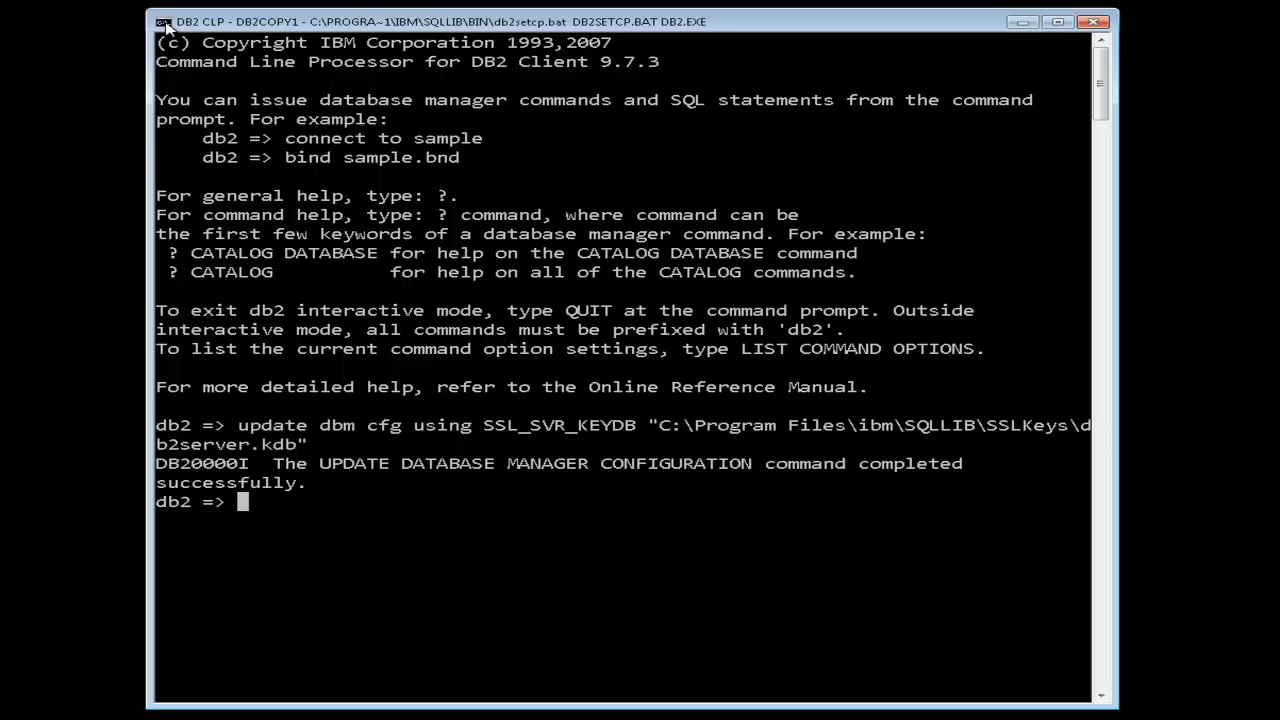 DB2 CLP - DB2COPY1 - C:\PROGRA~1\IBM\SQLLIB\BIN\db2setcp.bat DB2SETCP.BAT DB2.EXE
(c) Copyright IBM Corporation 1993,2007
Command Line Processor for DB2 Client 9.7.3
You can issue database manager commands and SQL statements from the command
prompt. For example:
db2 => connect to sample
db2 => bind sample.bnd
For general help, type: ?.
For command help, type: ? command, where command can be
the first few keywords of a database manager command. For example:
? CATALOG DATABASE for help on the CATALOG DATABASE command
? CATALOG          for help on all of the CATALOG commands.
To exit db2 interactive mode, type QUIT at the command prompt. Outside
interactive mode, all commands must be prefixed with 'db2'.
To list the current command option settings, type LIST COMMAND OPTIONS.
For more detailed help, refer to the Online Reference Manual.
db2 => update dbm cfg using SSL_SVR_KEYDB "C:\Program Files\ibm\SQLLIB\SSLKeys\d
b2server.kdb"
DB20000I  The UPDATE DATABASE MANAGER CONFIGURATION command completed
successfully.
db2 =>